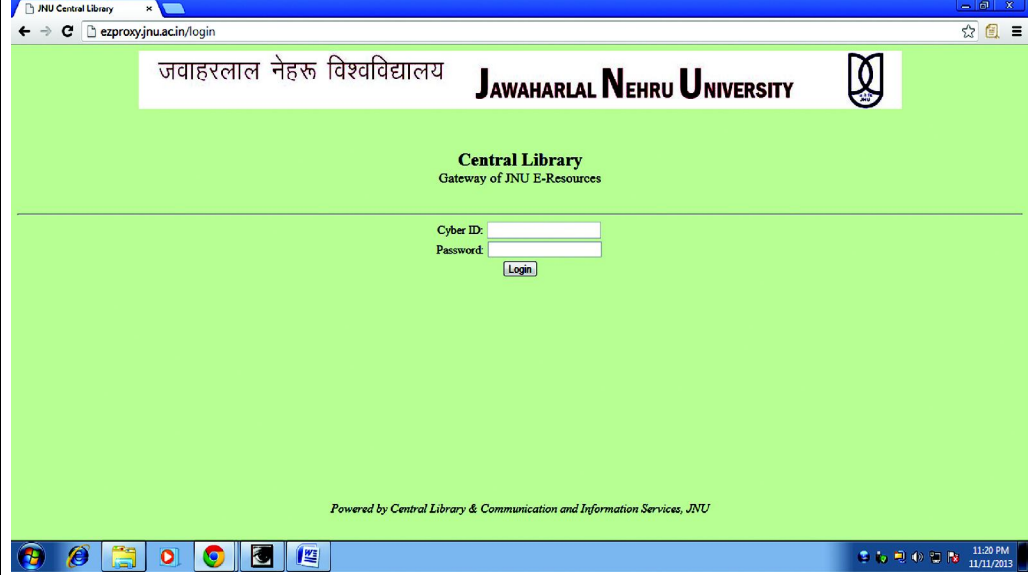 JNU Central Library
ezproxy.jnu.ac.in/login
जवाहरलाल नेहरू विश्वविद्यालय
JAWAHARLAL NEHRU UNIVERSITY
Central Library
Gateway of JNU E-Resources
Cyber ID:
Password:
Login
Powered by Central Library & Communication and Information Services, JNU
11:20 PM
11/11/2013